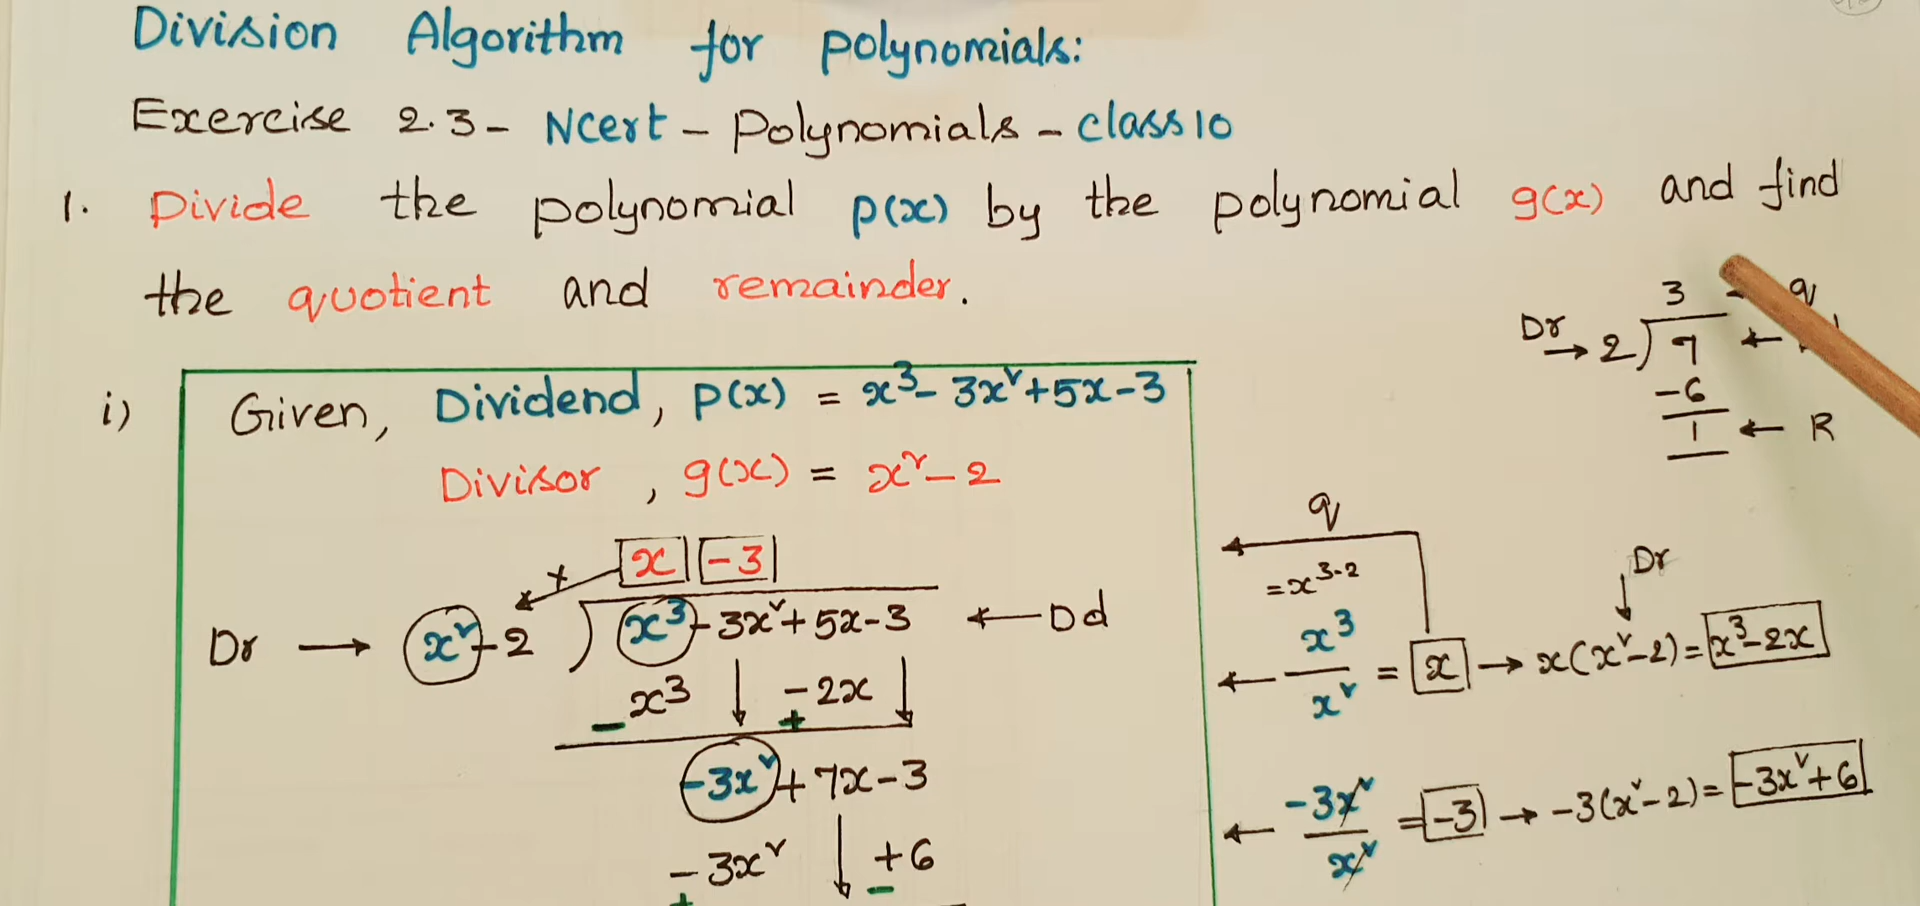 Division Algorithm for polynomials:
Exercise 2.3 - Ncert - Polynomials - class 10
1. Divide the polynomial p(x) by the polynomial g(x) and find
the quotient and remainder.
3 ← q
Dr → 2) 7 ←
-6
1 ← R
i) Given, Dividend, p(x) = x³ - 3x² + 5x - 3
Divisor, g(x) = x² - 2
x - 3
Dr → x² - 2 ) x³ - 3x² + 5x - 3 ← Dd
x³ ↓ - 2x ↓
- +
-3x² + 7x - 3
-3x² ↓ + 6
+ -
q
= x³⁻² Dr
← x³/x² = x → x(x² - 2) = x³ - 2x
← -3x²/x² = -3 → -3(x² - 2) = -3x² + 6